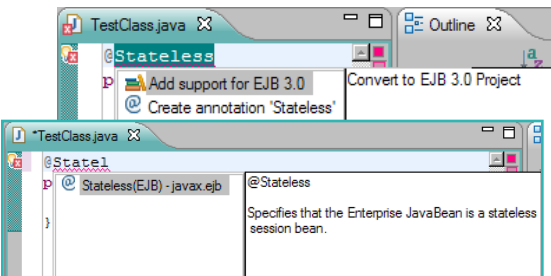 TestClass.java
Outline
@Stateless
a
z
p
Add support for EJB 3.0
Convert to EJB 3.0 Project
@ Create annotation 'Stateless'
*TestClass.java
@Statel
p
@ Stateless(EJB) - javax.ejb
@Stateless
Specifies that the Enterprise JavaBean is a stateless
session bean.
}